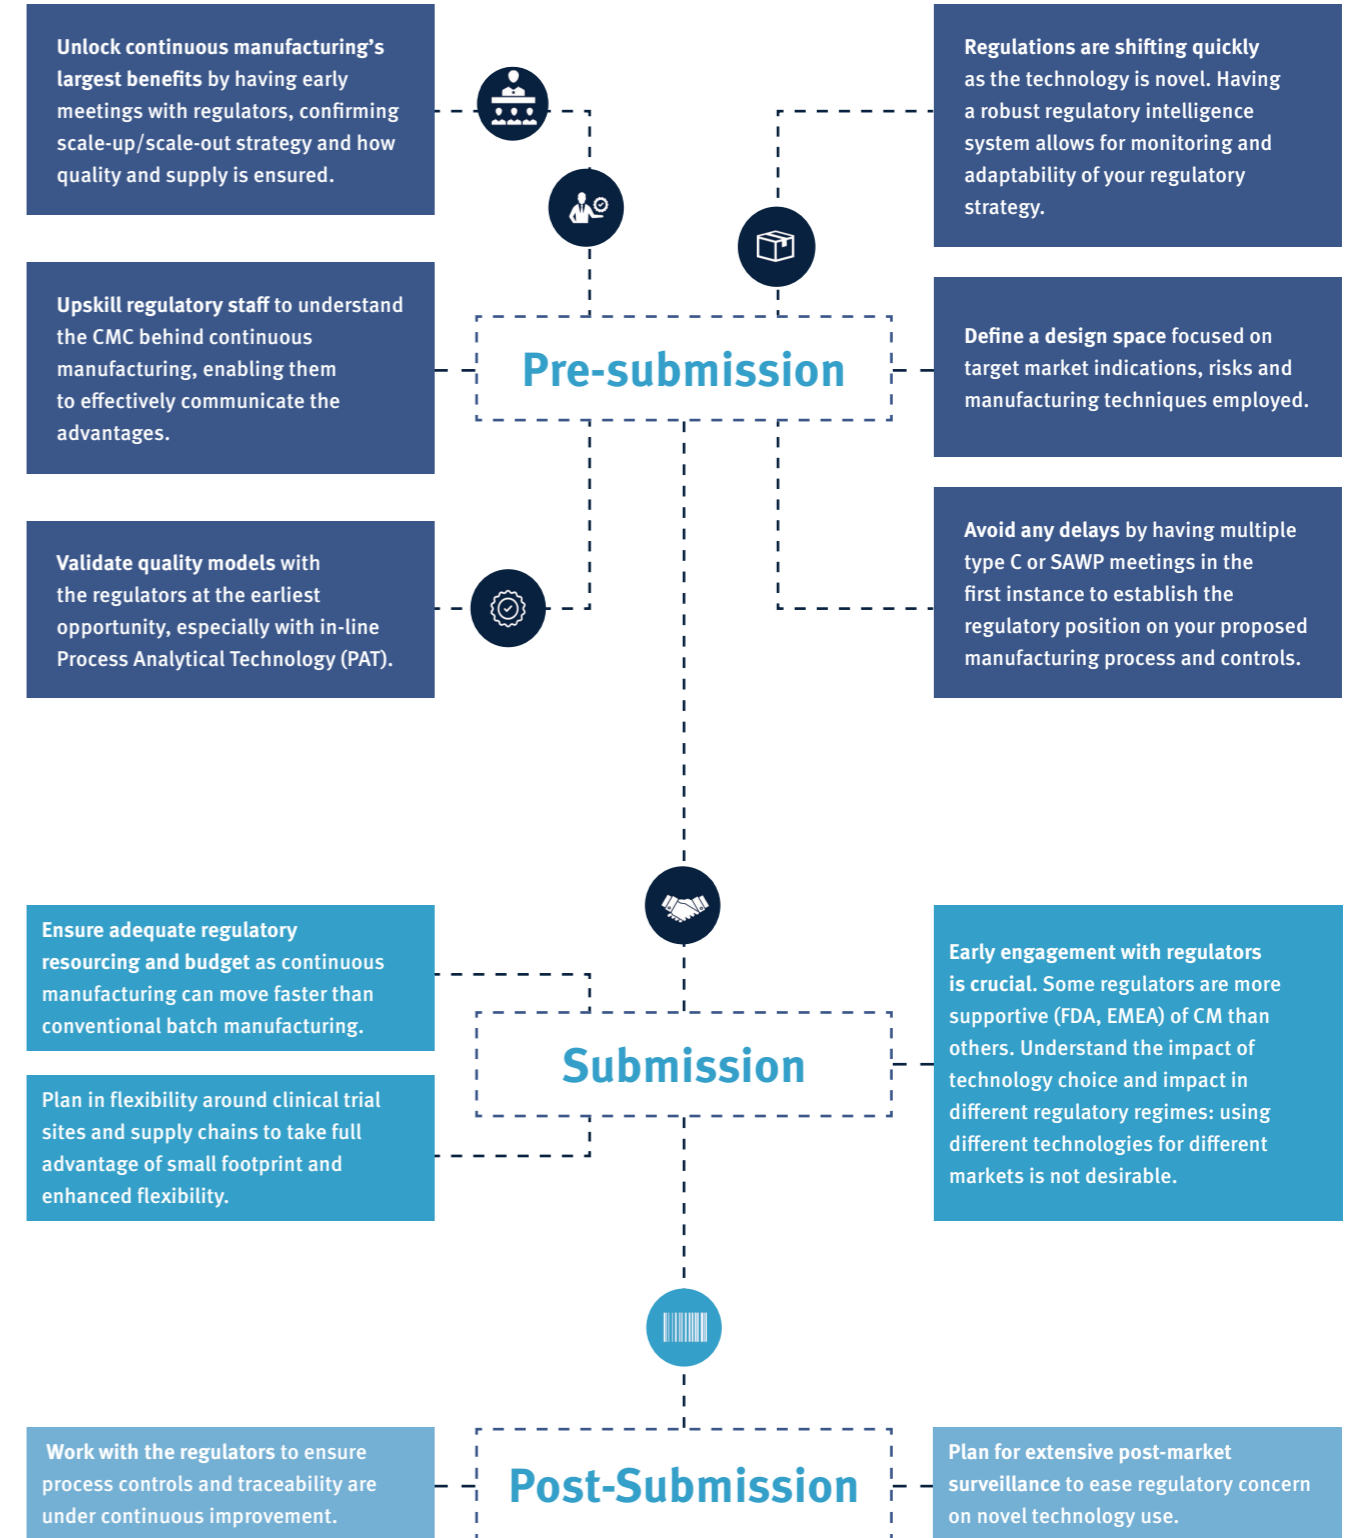 Unlock continuous manufacturing’s
largest benefits by having early
meetings with regulators, confirming
scale-up/scale-out strategy and how
quality and supply is ensured.
Regulations are shifting quickly
as the technology is novel. Having
a robust regulatory intelligence
system allows for monitoring and
adaptability of your regulatory
strategy.
Upskill regulatory staff to understand
the CMC behind continuous
manufacturing, enabling them
to effectively communicate the
advantages.
Pre-submission
Define a design space focused on
target market indications, risks and
manufacturing techniques employed.
Validate quality models with
the regulators at the earliest
opportunity, especially with in-line
Process Analytical Technology (PAT).
Avoid any delays by having multiple
type C or SAWP meetings in the
first instance to establish the
regulatory position on your proposed
manufacturing process and controls.
Ensure adequate regulatory
resourcing and budget as continuous
manufacturing can move faster than
conventional batch manufacturing.
Plan in flexibility around clinical trial
sites and supply chains to take full
advantage of small footprint and
enhanced flexibility.
Submission
Early engagement with regulators
is crucial. Some regulators are more
supportive (FDA, EMEA) of CM than
others. Understand the impact of
technology choice and impact in
different regulatory regimes: using
different technologies for different
markets is not desirable.
Work with the regulators to ensure
process controls and traceability are
under continuous improvement.
Post-Submission
Plan for extensive post-market
surveillance to ease regulatory concern
on novel technology use.